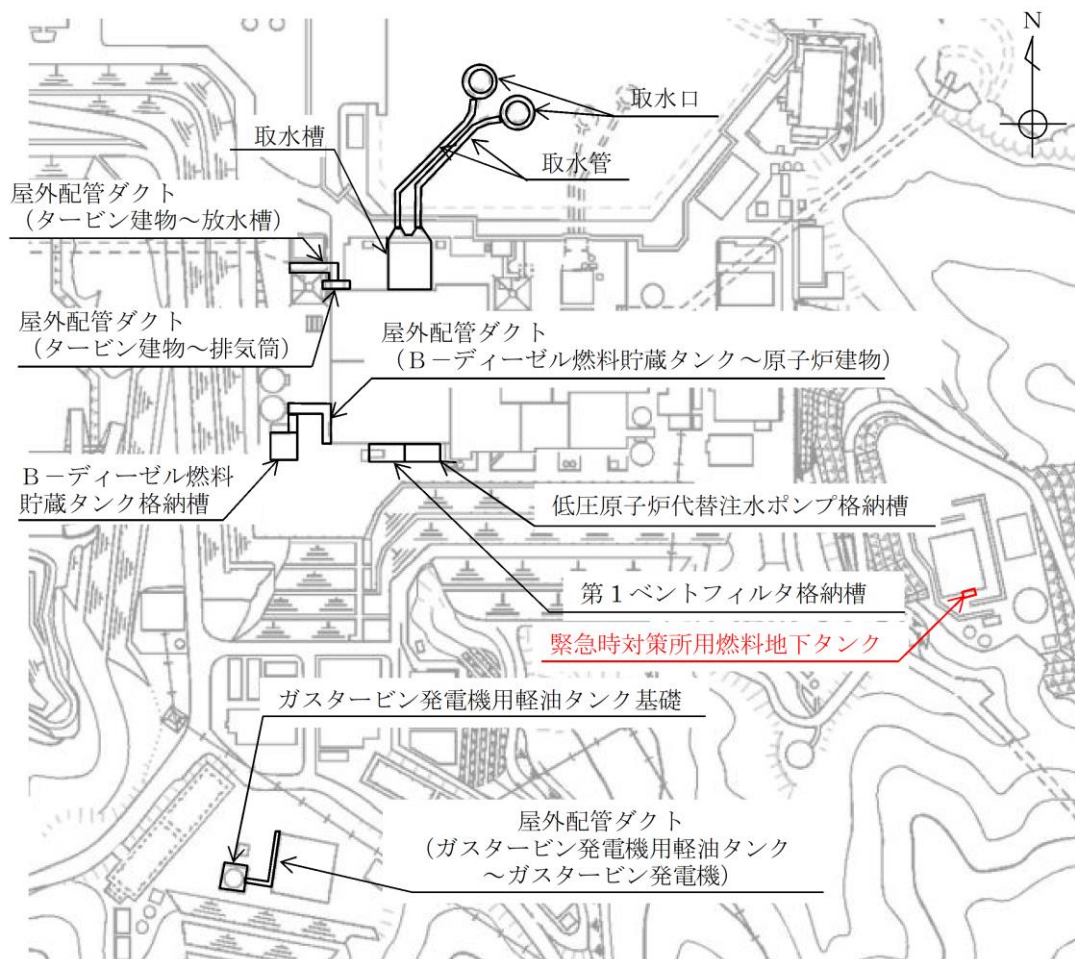 N
取水口
取水槽
取水管
屋外配管ダクト
(タービン建物~放水槽)
屋外配管ダクト
(タービン建物~排気筒)
屋外配管ダクト
(B-ディーゼル燃料貯蔵タンク~原子炉建物)
B-ディーゼル燃料
貯蔵タンク格納槽
低圧原子炉代替注水ポンプ格納槽
第1ベントフィルタ格納槽
緊急時対策所用燃料地下タンク
ガスタービン発電機用軽油タンク基礎
屋外配管ダクト
(ガスタービン発電機用軽油タンク
~ガスタービン発電機)